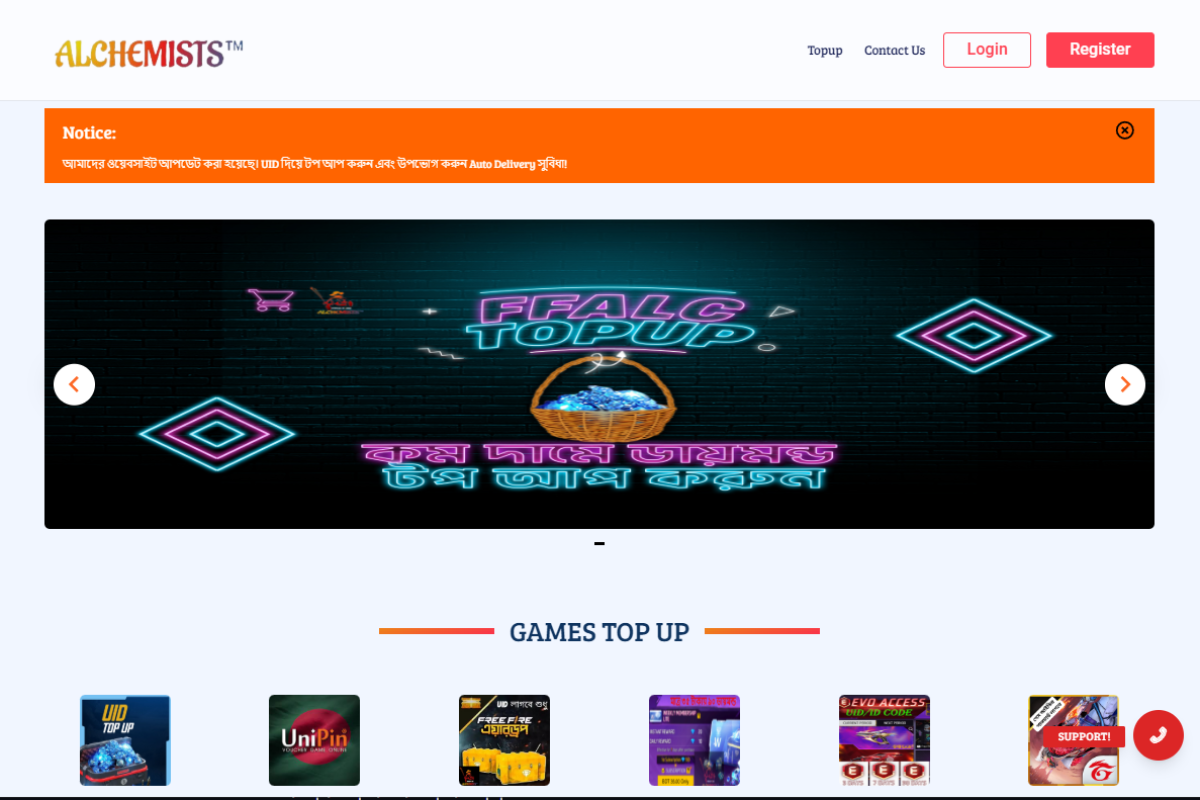 ALCHEMISTS™
Topup Contact Us Login Register
Notice:
আমাদের ওয়েবসাইট আপডেট করা হয়েছে। UID দিয়ে টপ আপ করুন এবং উপভোগ করুন Auto Delivery সুবিধা!
FFALC
TOPUP
কম দামে ডায়মন্ড
টপ আপ করুন
GAMES TOP UP
UID
TOP UP
UniPin
UID লাগবে শুধু
FREE FIRE
এয়ারড্রপ
EVO ACCESS
UID/ID CODE
SUPPORT!